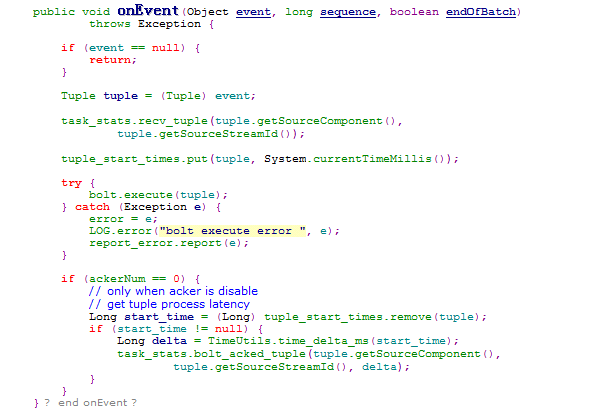 public void onEvent(Object event, long sequence, boolean endOfBatch)
throws Exception {
if (event == null) {
return;
}
Tuple tuple = (Tuple) event;
task_stats.recv_tuple(tuple.getSourceComponent(),
tuple.getSourceStreamId());
tuple_start_times.put(tuple, System.currentTimeMillis());
try {
bolt.execute(tuple);
} catch (Exception e) {
error = e;
LOG.error("bolt execute error ", e);
report_error.report(e);
}
if (ackerNum == 0) {
// only when acker is disable
// get tuple process latency
Long start_time = (Long) tuple_start_times.remove(tuple);
if (start_time != null) {
Long delta = TimeUtils.time_delta_ms(start_time);
task_stats.bolt_acked_tuple(tuple.getSourceComponent(),
tuple.getSourceStreamId(), delta);
}
}
} ? end onEvent ?